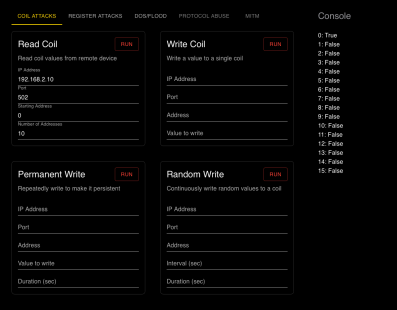 COIL ATTACKS REGISTER ATTACKS DOS/FLOOD PROTOCOL ABUSE MITM
Read Coil RUN
Read coil values from remote device
IP Address
192.168.2.10
Port
502
Starting Address
0
Number of Addresses
10
Write Coil RUN
Write a value to a single coil
IP Address
Port
Address
Value to write
Permanent Write RUN
Repeatedly write to make it persistent
IP Address
Port
Address
Value to write
Duration (sec)
Random Write RUN
Continuously write random values to a coil
IP Address
Port
Address
Interval (sec)
Duration (sec)
Console
0: True
1: False
2: False
3: False
4: False
5: False
6: False
7: False
8: False
9: False
10: False
11: False
12: False
13: False
14: False
15: False